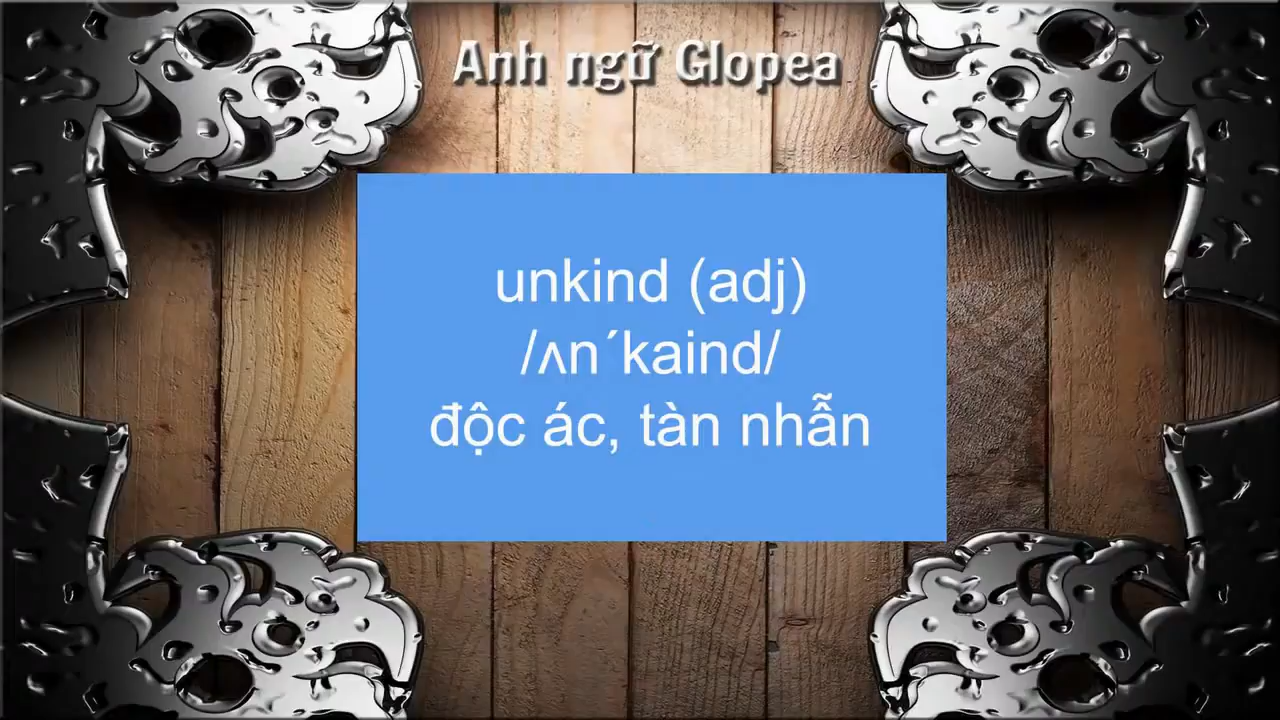 Anh ngữ Glopea
unkind (adj)
/ʌn´kaind/
độc ác, tàn nhẫn